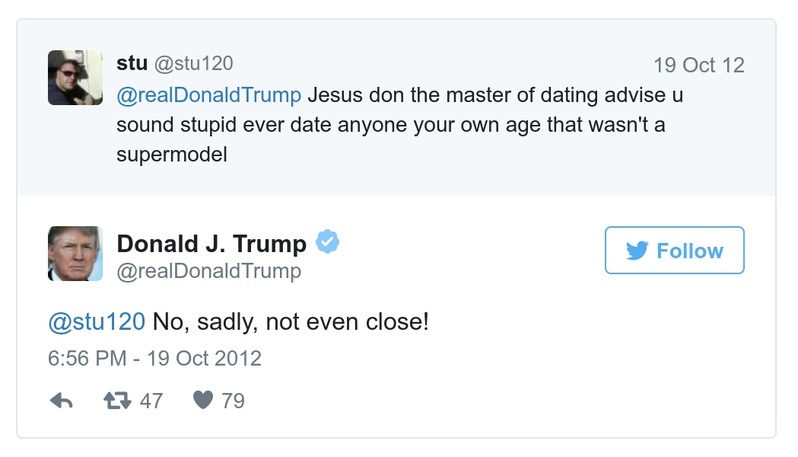 stu @stu120 19 Oct 12
@realDonaldTrump Jesus don the master of dating advise u
sound stupid ever date anyone your own age that wasn't a
supermodel
Donald J. Trump
@realDonaldTrump
Follow
@stu120 No, sadly, not even close!
6:56 PM - 19 Oct 2012
47 79